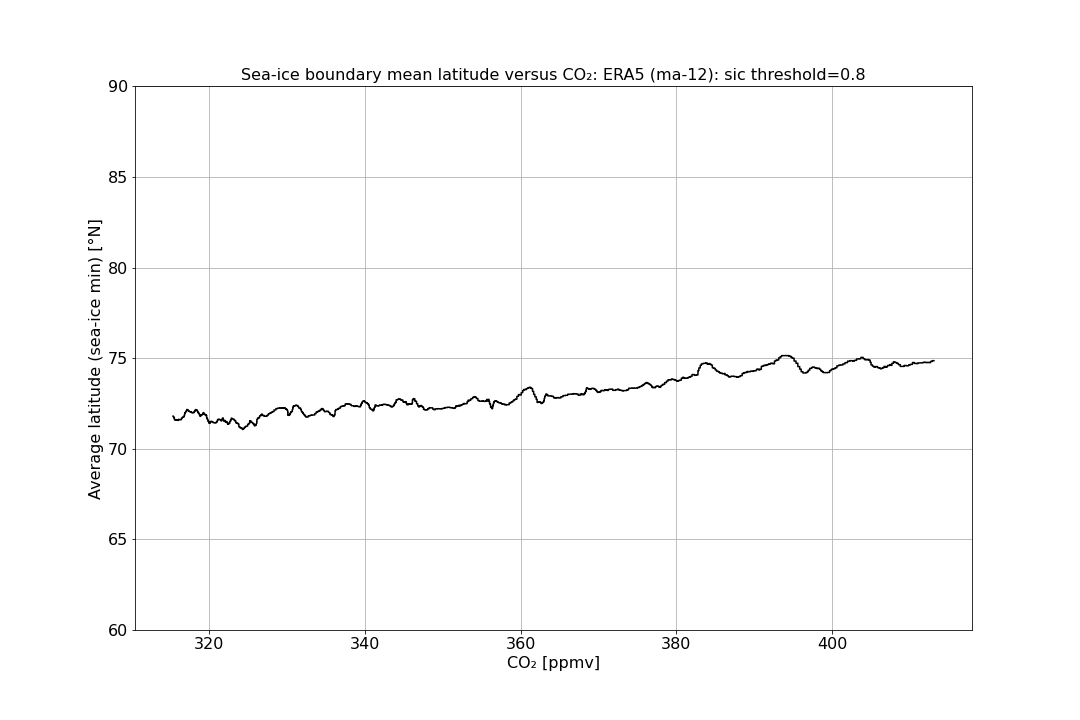 Sea-ice boundary mean latitude versus CO₂: ERA5 (ma-12): sic threshold=0.8
90
85
80
75
70
65
60
Average latitude (sea-ice min) [°N]
320 340 360 380 400
CO₂ [ppmv]